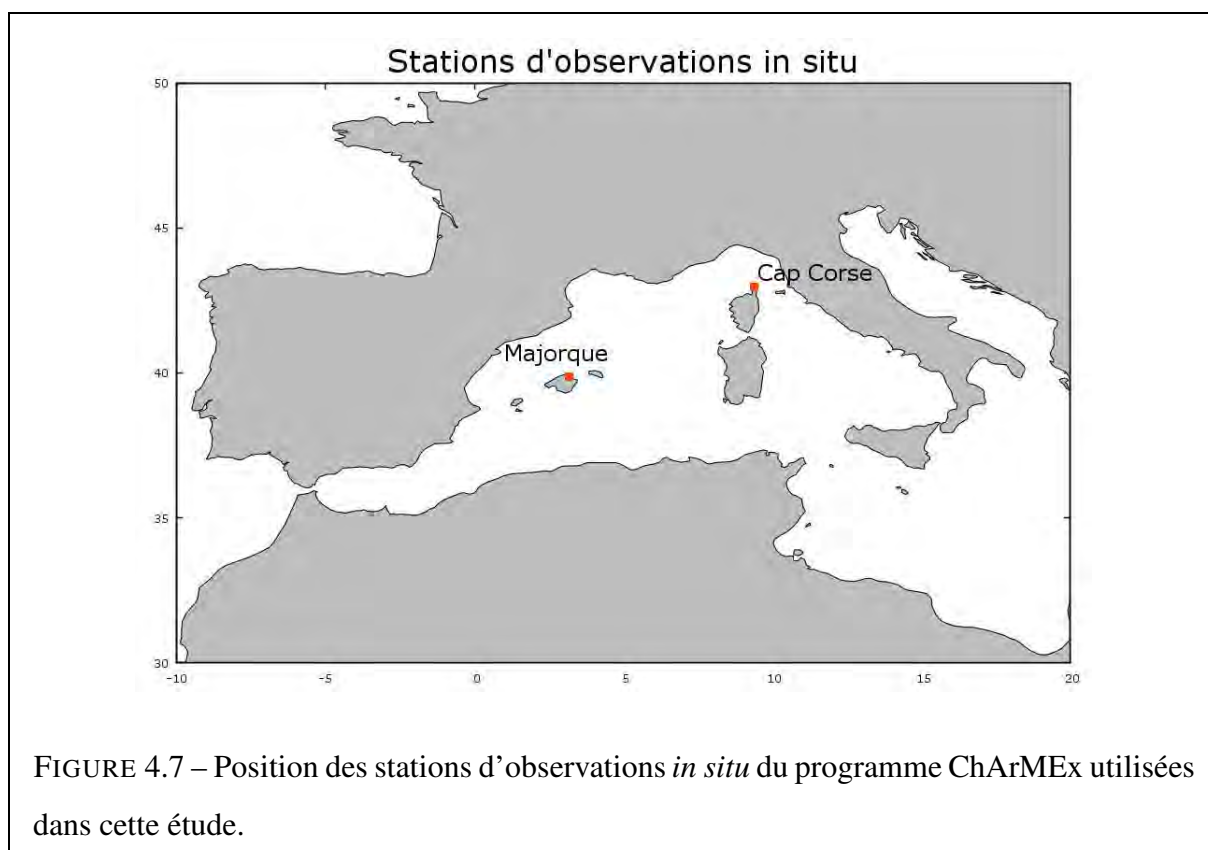 Stations d'observations in situ
50
45
40
35
30
Cap Corse
Majorque
-10
-5
0
5
10
15
20
FIGURE 4.7 – Position des stations d'observations in situ du programme ChArMEx utilisées
dans cette étude.